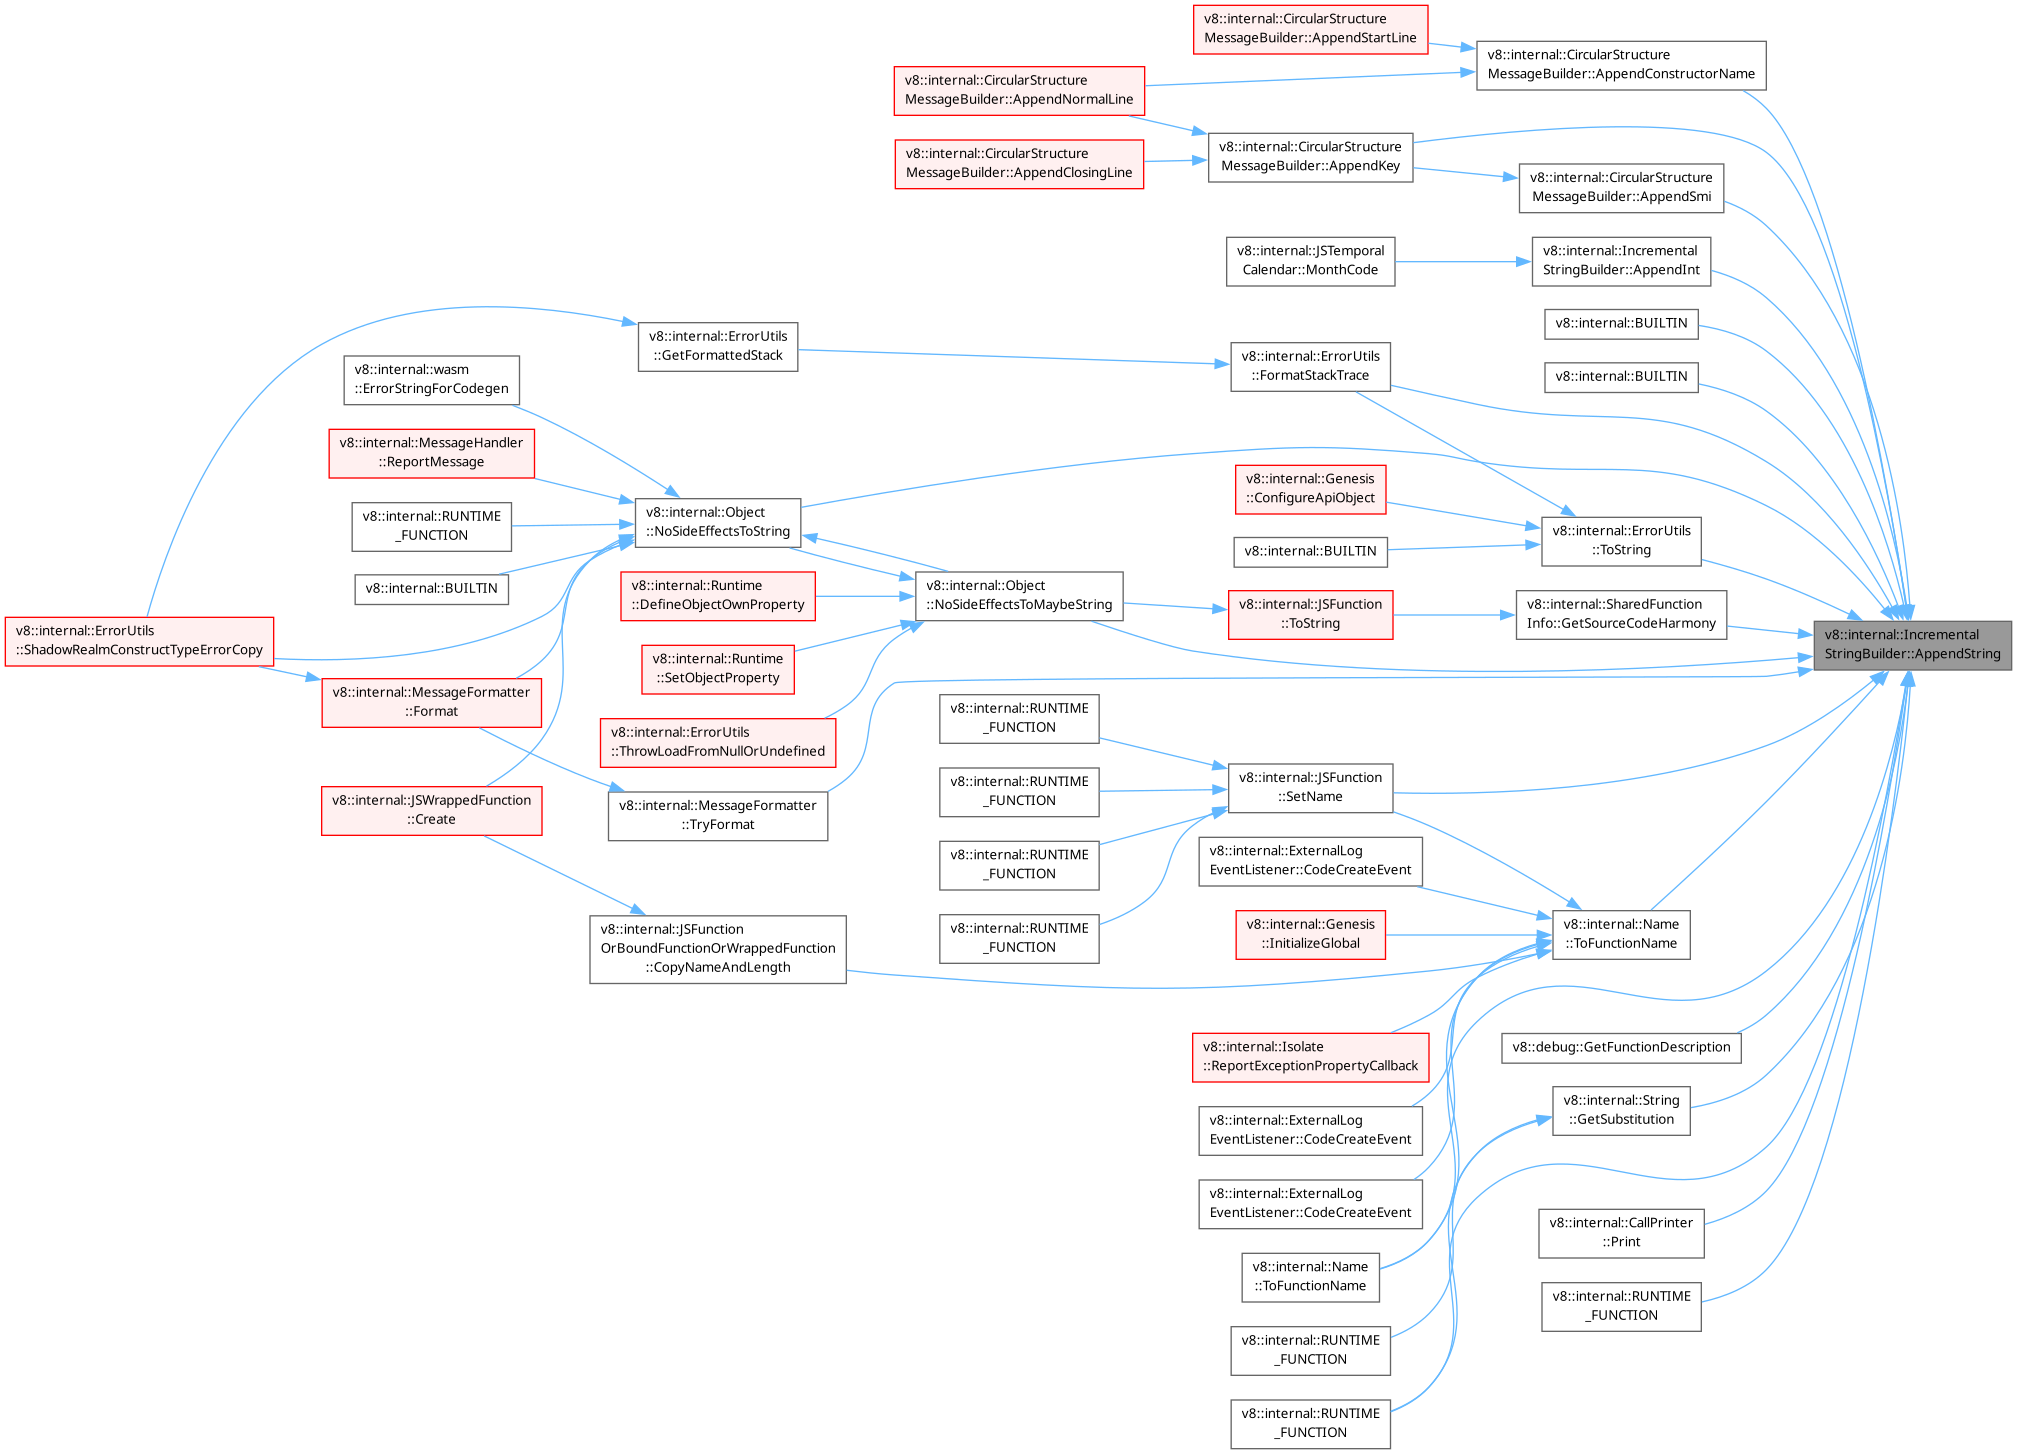 v8::internal::CircularStructure
MessageBuilder::AppendStartLine
v8::internal::CircularStructure
MessageBuilder::AppendConstructorName
v8::internal::CircularStructure
MessageBuilder::AppendNormalLine
v8::internal::CircularStructure
MessageBuilder::AppendKey
v8::internal::CircularStructure
MessageBuilder::AppendClosingLine
v8::internal::CircularStructure
MessageBuilder::AppendSmi
v8::internal::JSTemporal
Calendar::MonthCode
v8::internal::Incremental
StringBuilder::AppendInt
v8::internal::BUILTIN
v8::internal::ErrorUtils
::GetFormattedStack
v8::internal::ErrorUtils
::FormatStackTrace
v8::internal::BUILTIN
v8::internal::wasm
::ErrorStringForCodegen
v8::internal::MessageHandler
::ReportMessage
v8::internal::Genesis
::ConfigureApiObject
v8::internal::RUNTIME
_FUNCTION
v8::internal::Object
::NoSideEffectsToString
v8::internal::ErrorUtils
::ToString
v8::internal::BUILTIN
v8::internal::BUILTIN
v8::internal::Runtime
::DefineObjectOwnProperty
v8::internal::Object
::NoSideEffectsToMaybeString
v8::internal::JSFunction
::ToString
v8::internal::SharedFunction
Info::GetSourceCodeHarmony
v8::internal::ErrorUtils
::ShadowRealmConstructTypeErrorCopy
v8::internal::Incremental
StringBuilder::AppendString
v8::internal::Runtime
::SetObjectProperty
v8::internal::MessageFormatter
::Format
v8::internal::RUNTIME
_FUNCTION
v8::internal::ErrorUtils
::ThrowLoadFromNullOrUndefined
v8::internal::RUNTIME
_FUNCTION
v8::internal::JSFunction
::SetName
v8::internal::JSWrappedFunction
::Create
v8::internal::MessageFormatter
::TryFormat
v8::internal::RUNTIME
_FUNCTION
v8::internal::ExternalLog
EventListener::CodeCreateEvent
v8::internal::RUNTIME
_FUNCTION
v8::internal::Genesis
::InitializeGlobal
v8::internal::Name
::ToFunctionName
v8::internal::JSFunction
OrBoundFunctionOrWrappedFunction
::CopyNameAndLength
v8::internal::Isolate
::ReportExceptionPropertyCallback
v8::debug::GetFunctionDescription
v8::internal::String
::GetSubstitution
v8::internal::ExternalLog
EventListener::CodeCreateEvent
v8::internal::ExternalLog
EventListener::CodeCreateEvent
v8::internal::CallPrinter
::Print
v8::internal::Name
::ToFunctionName
v8::internal::RUNTIME
_FUNCTION
v8::internal::RUNTIME
_FUNCTION
v8::internal::RUNTIME
_FUNCTION